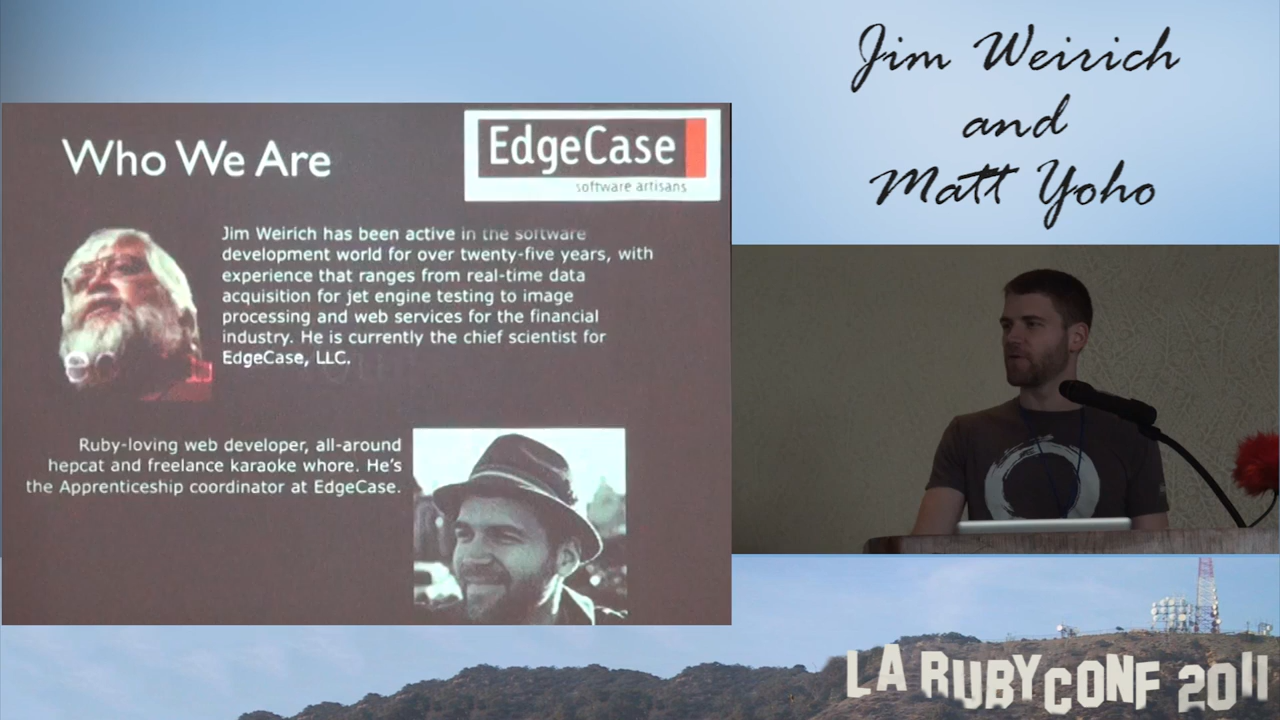 Jim Weirich
and
Matt Yoho
Who We Are
EdgeCase
software artisans
Jim Weirich has been active in the software
development world for over twenty-five years, with
experience that ranges from real-time data
acquisition for jet engine testing to image
processing and web services for the financial
industry. He is currently the chief scientist for
EdgeCase, LLC.
Ruby-loving web developer, all-around
hepcat and freelance karaoke whore. He's
the Apprenticeship coordinator at EdgeCase.
LA RUBYCONF 2011